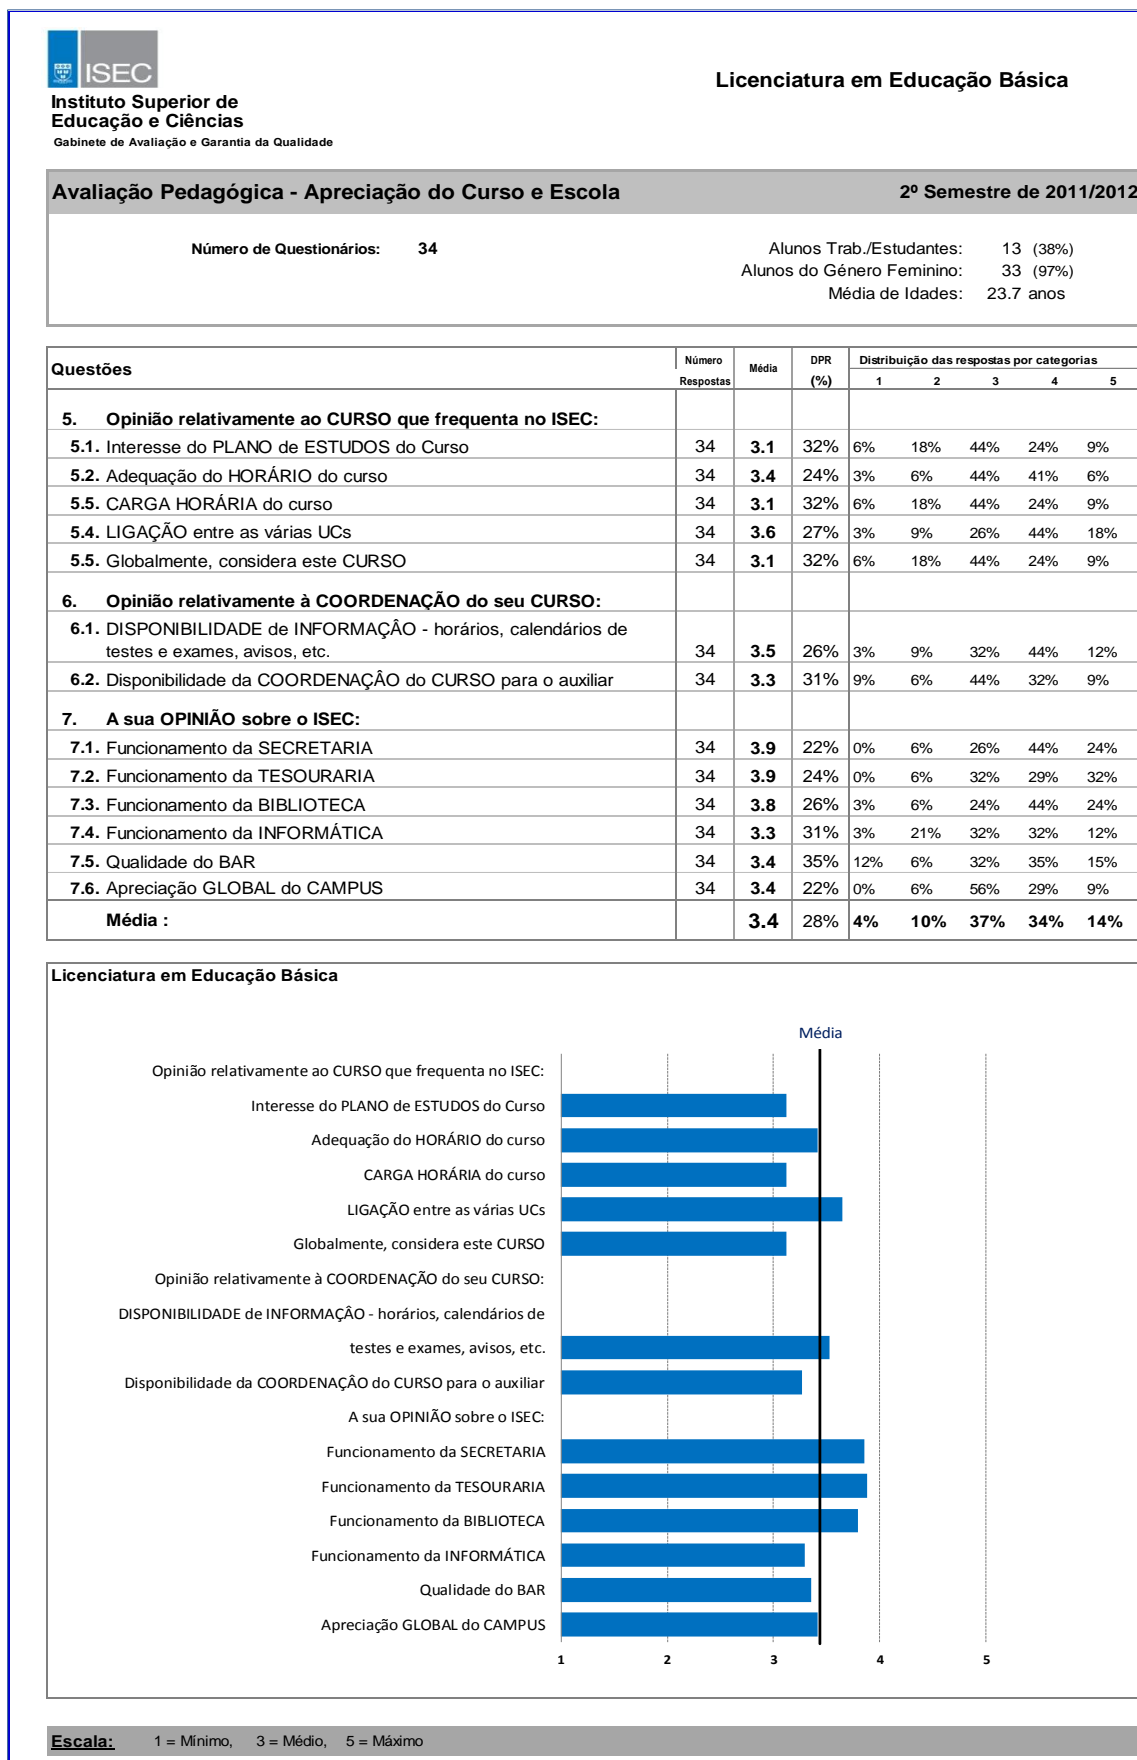 ISEC
Licenciatura em Educação Básica
Instituto Superior de
Educação e Ciências
Gabinete de Avaliação e Garantia da Qualidade
Avaliação Pedagógica - Apreciação do Curso e Escola 2º Semestre de 2011/2012
Número de Questionários: 34 Alunos Trab./Estudantes: 13 (38%)
Alunos do Género Feminino: 33 (97%)
Média de Idades: 23.7 anos
Questões Número Respostas Média DPR (%) Distribuição das respostas por categorias
1 2 3 4 5
5. Opinião relativamente ao CURSO que frequenta no ISEC:
5.1. Interesse do PLANO de ESTUDOS do Curso 34 3.1 32% 6% 18% 44% 24% 9%
5.2. Adequação do HORÁRIO do curso 34 3.4 24% 3% 6% 44% 41% 6%
5.5. CARGA HORÁRIA do curso 34 3.1 32% 6% 18% 44% 24% 9%
5.4. LIGAÇÃO entre as várias UCs 34 3.6 27% 3% 9% 26% 44% 18%
5.5. Globalmente, considera este CURSO 34 3.1 32% 6% 18% 44% 24% 9%
6. Opinião relativamente à COORDENAÇÃO do seu CURSO:
6.1. DISPONIBILIDADE de INFORMAÇÂO - horários, calendários de
testes e exames, avisos, etc. 34 3.5 26% 3% 9% 32% 44% 12%
6.2. Disponibilidade da COORDENAÇÂO do CURSO para o auxiliar 34 3.3 31% 9% 6% 44% 32% 9%
7. A sua OPINIÃO sobre o ISEC:
7.1. Funcionamento da SECRETARIA 34 3.9 22% 0% 6% 26% 44% 24%
7.2. Funcionamento da TESOURARIA 34 3.9 24% 0% 6% 32% 29% 32%
7.3. Funcionamento da BIBLIOTECA 34 3.8 26% 3% 6% 24% 44% 24%
7.4. Funcionamento da INFORMÁTICA 34 3.3 31% 3% 21% 32% 32% 12%
7.5. Qualidade do BAR 34 3.4 35% 12% 6% 32% 35% 15%
7.6. Apreciação GLOBAL do CAMPUS 34 3.4 22% 0% 6% 56% 29% 9%
Média : 3.4 28% 4% 10% 37% 34% 14%
Licenciatura em Educação Básica
Média
Opinião relativamente ao CURSO que frequenta no ISEC:
Interesse do PLANO de ESTUDOS do Curso
Adequação do HORÁRIO do curso
CARGA HORÁRIA do curso
LIGAÇÃO entre as várias UCs
Globalmente, considera este CURSO
Opinião relativamente à COORDENAÇÃO do seu CURSO:
DISPONIBILIDADE de INFORMAÇÂO - horários, calendários de
testes e exames, avisos, etc.
Disponibilidade da COORDENAÇÂO do CURSO para o auxiliar
A sua OPINIÃO sobre o ISEC:
Funcionamento da SECRETARIA
Funcionamento da TESOURARIA
Funcionamento da BIBLIOTECA
Funcionamento da INFORMÁTICA
Qualidade do BAR
Apreciação GLOBAL do CAMPUS
1 2 3 4 5
Escala: 1 = Mínimo, 3 = Médio, 5 = Máximo